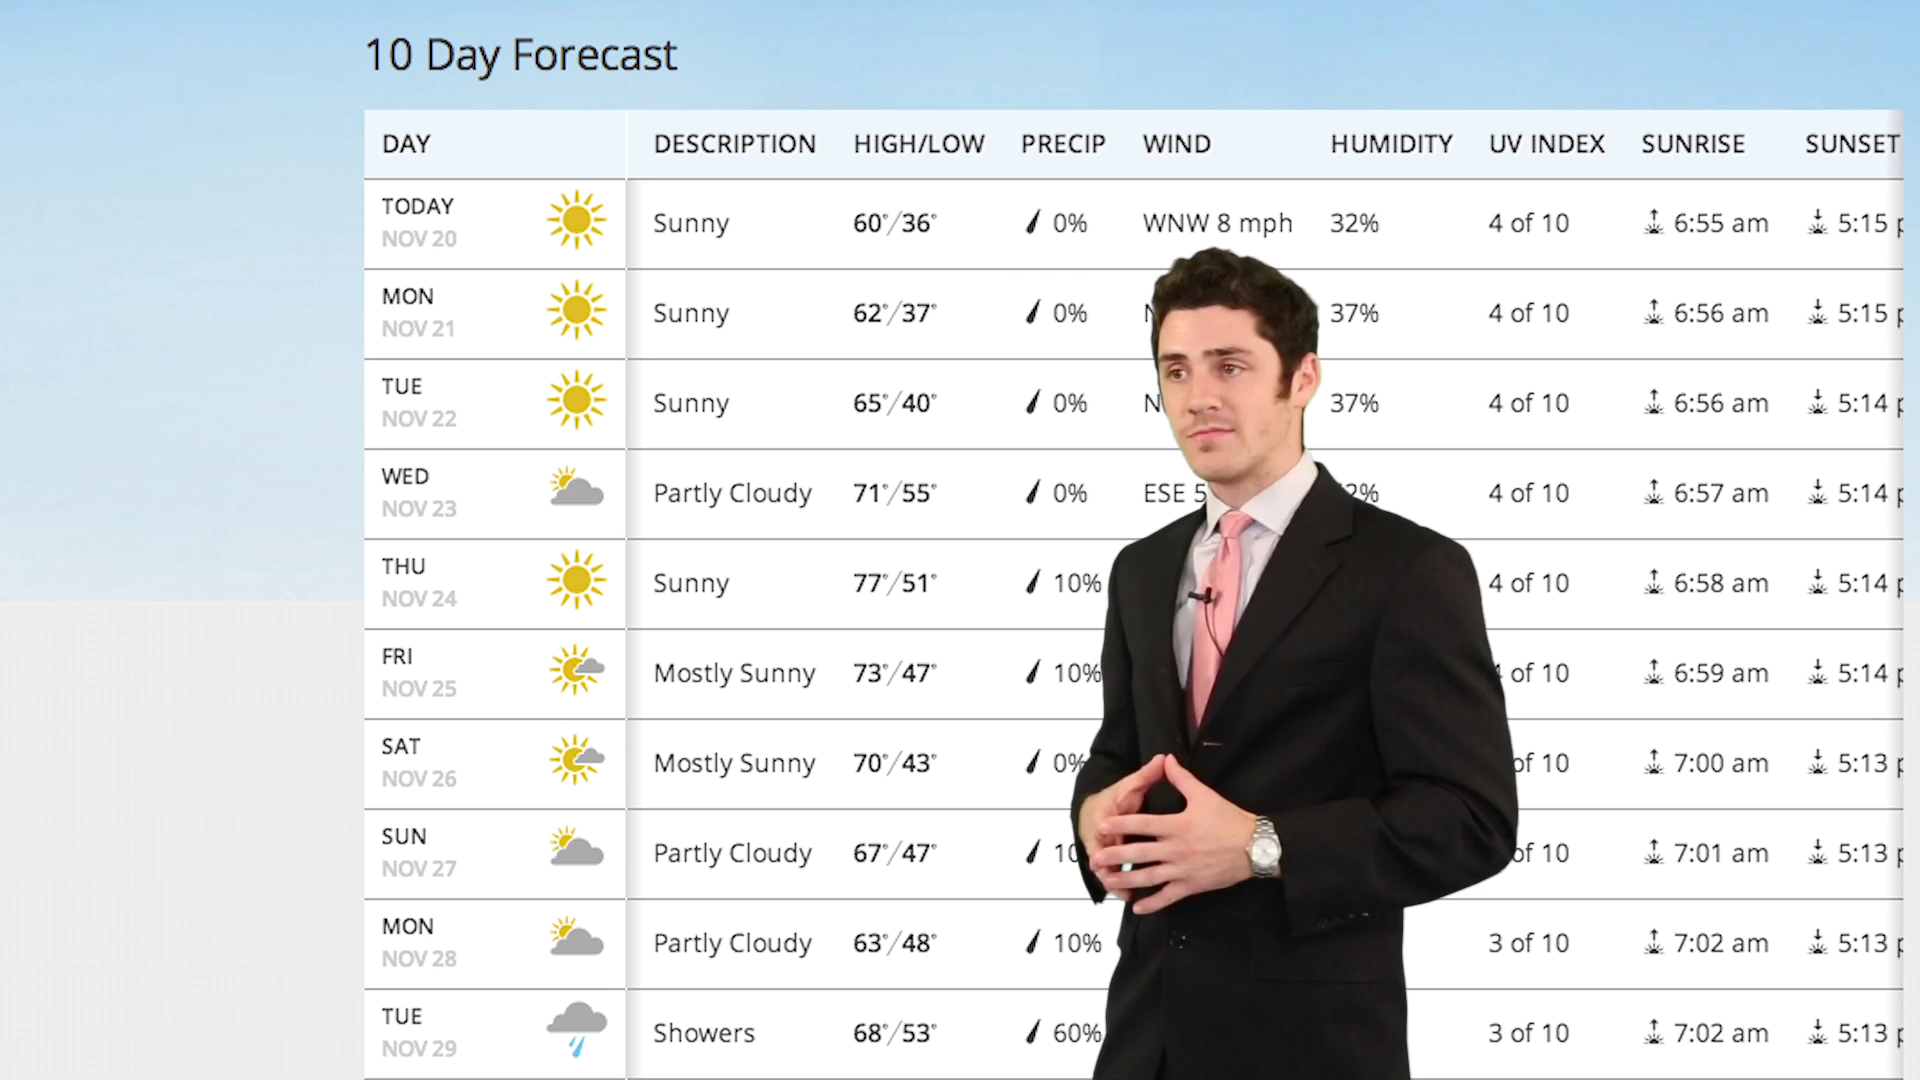 10 Day Forecast
DAY DESCRIPTION HIGH/LOW PRECIP WIND HUMIDITY UV INDEX SUNRISE SUNSET
TODAY
NOV 20
Sunny 60°/36° 0% WNW 8 mph 32% 4 of 10 6:55 am 5:15 p
MON
NOV 21
Sunny 62°/37° 0% 37% 4 of 10 6:56 am 5:15 p
TUE
NOV 22
Sunny 65°/40° 0% 37% 4 of 10 6:56 am 5:14 p
WED
NOV 23
Partly Cloudy 71°/55° 0% ESE 5 4 of 10 6:57 am 5:14 p
THU
NOV 24
Sunny 77°/51° 10% 4 of 10 6:58 am 5:14 p
FRI
NOV 25
Mostly Sunny 73°/47° 10% of 10 6:59 am 5:14 p
SAT
NOV 26
Mostly Sunny 70°/43° 0% of 10 7:00 am 5:13 p
SUN
NOV 27
Partly Cloudy 67°/47° 10 of 10 7:01 am 5:13 p
MON
NOV 28
Partly Cloudy 63°/48° 10% 3 of 10 7:02 am 5:13 p
TUE
NOV 29
Showers 68°/53° 60% 3 of 10 7:02 am 5:13 p